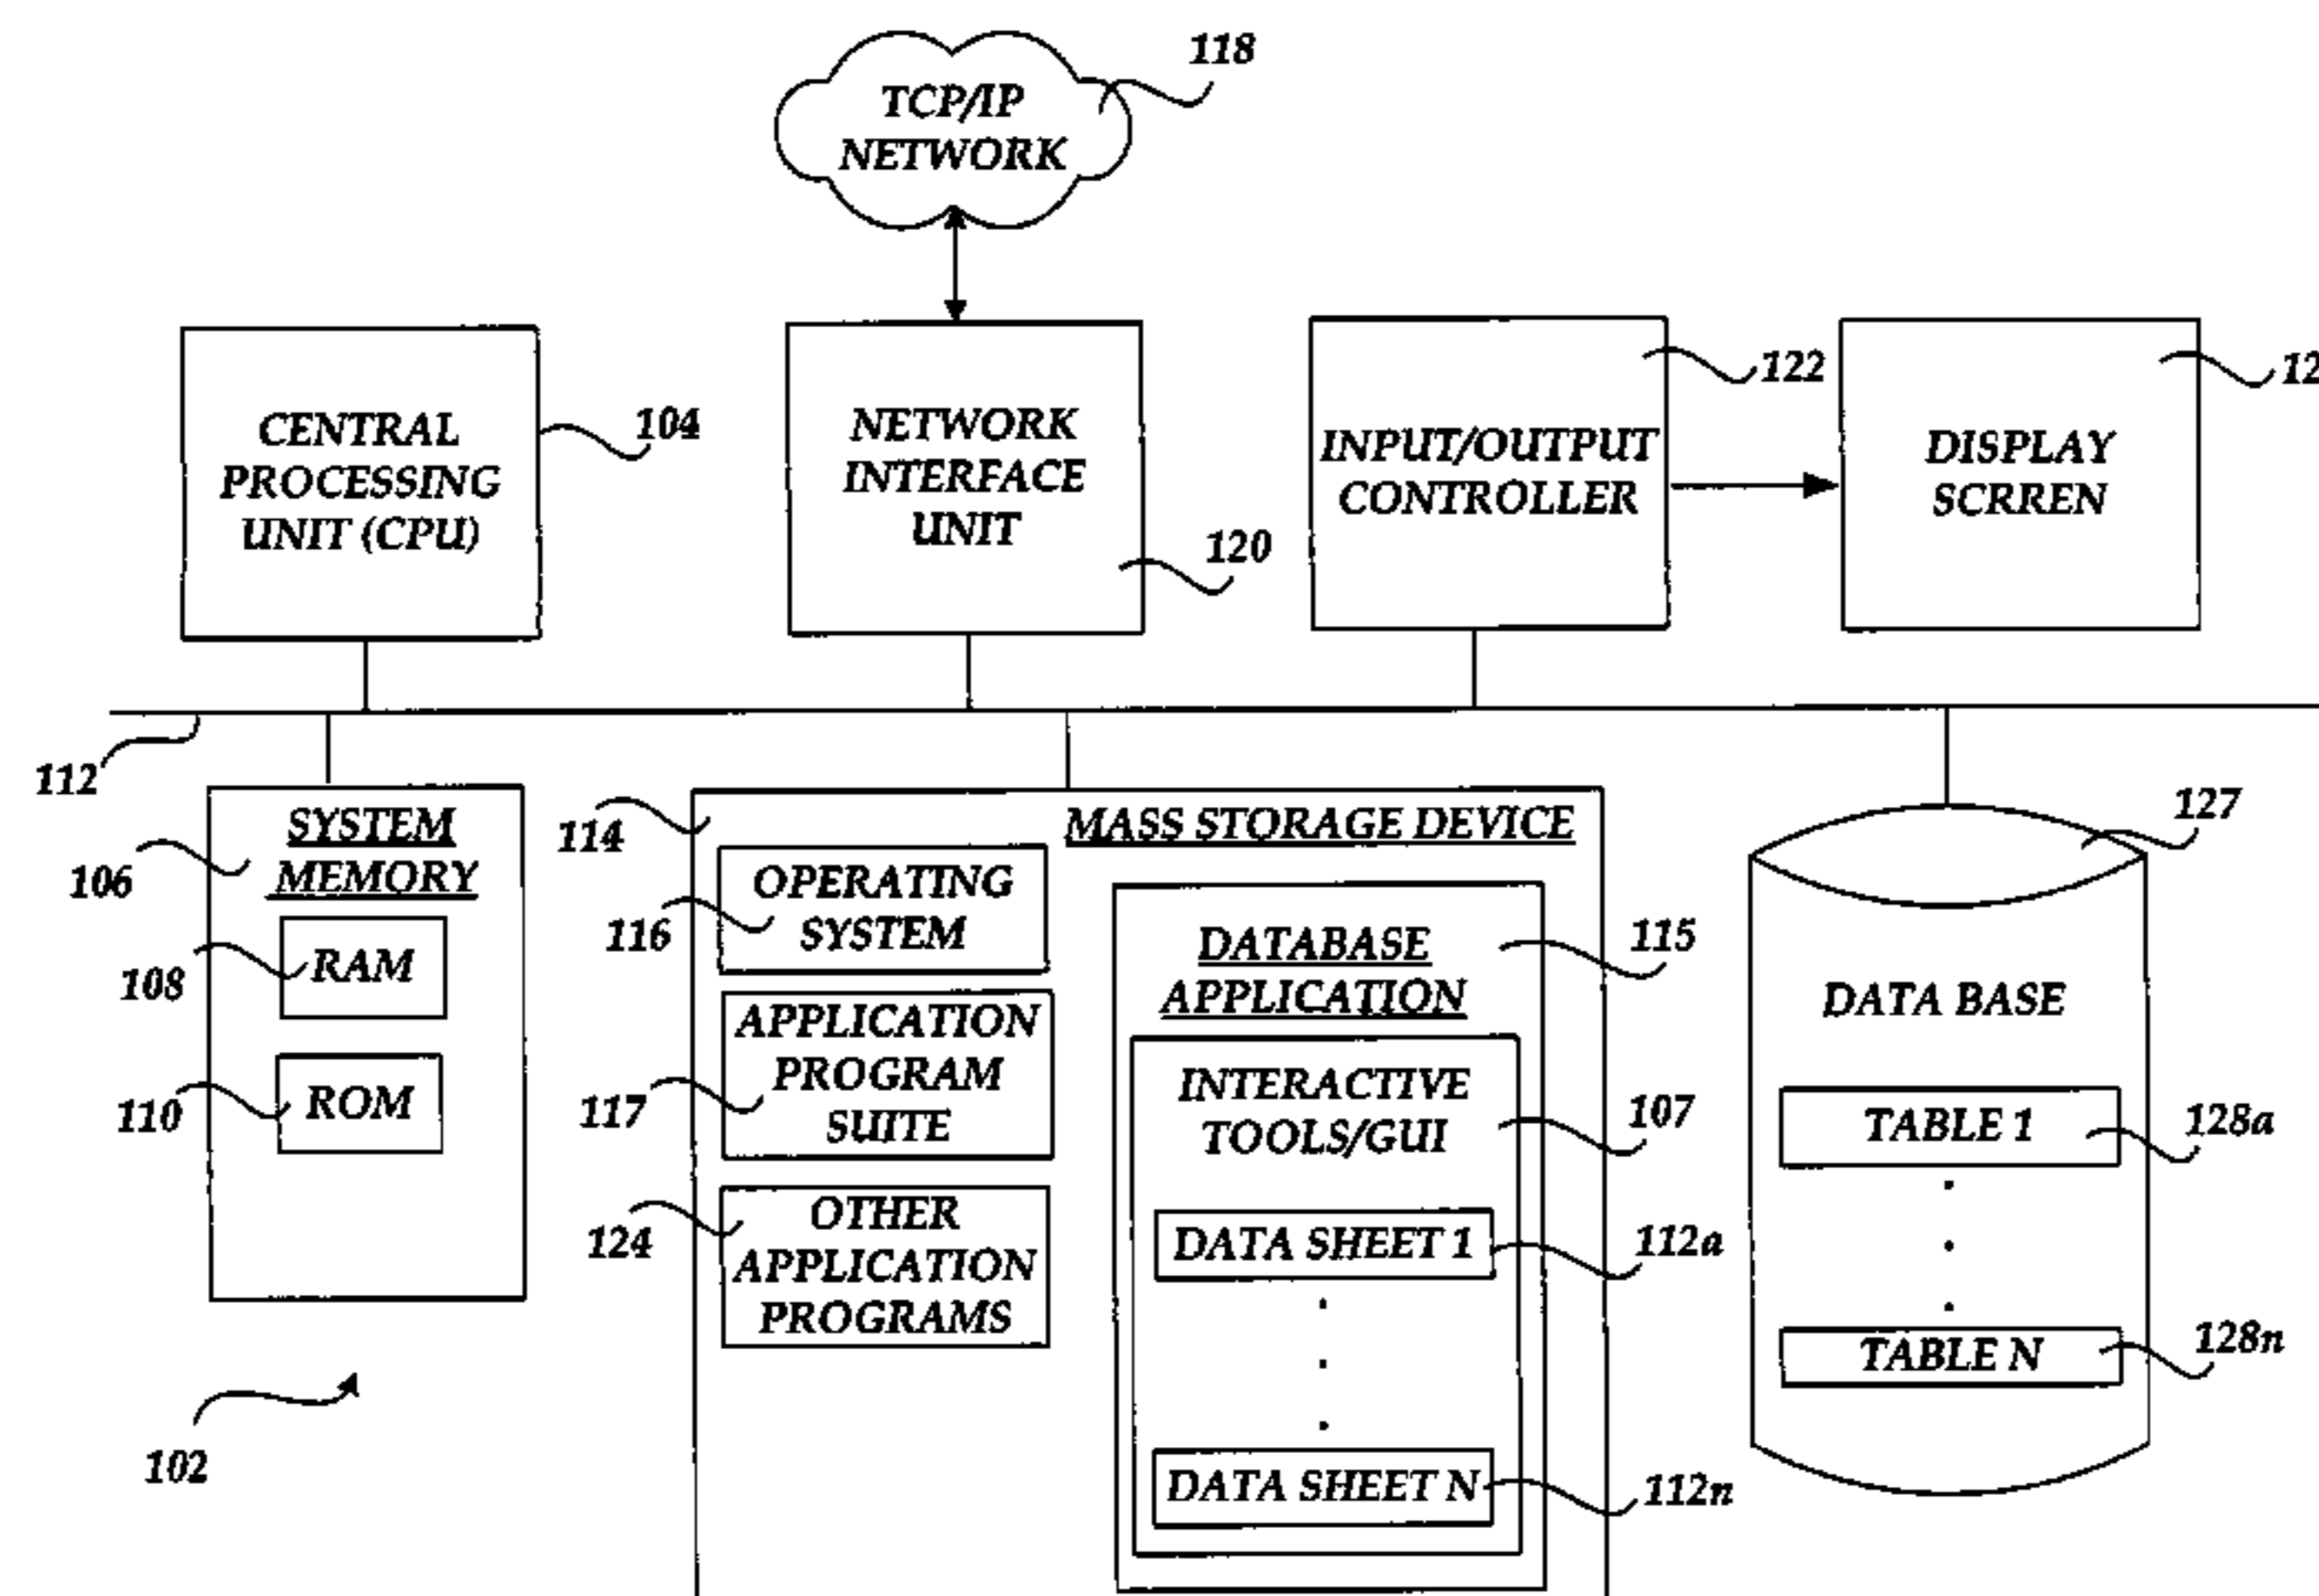 118
TCP/IP
NETWORK
CENTRAL
PROCESSING
UNIT (CPU)
104
NETWORK
INTERFACE
UNIT
120
INPUT/OUTPUT
CONTROLLER
122
DISPLAY
SCRREN
112
SYSTEM
MEMORY
106
RAM
108
ROM
110
102
114
MASS STORAGE DEVICE
OPERATING
SYSTEM
116
APPLICATION
PROGRAM
SUITE
117
OTHER
APPLICATION
PROGRAMS
124
DATABASE
APPLICATION
115
INTERACTIVE
TOOLS/GUI
107
DATA SHEET 1
112a
DATA SHEET N
112n
127
DATA BASE
TABLE 1
128a
TABLE N
128n